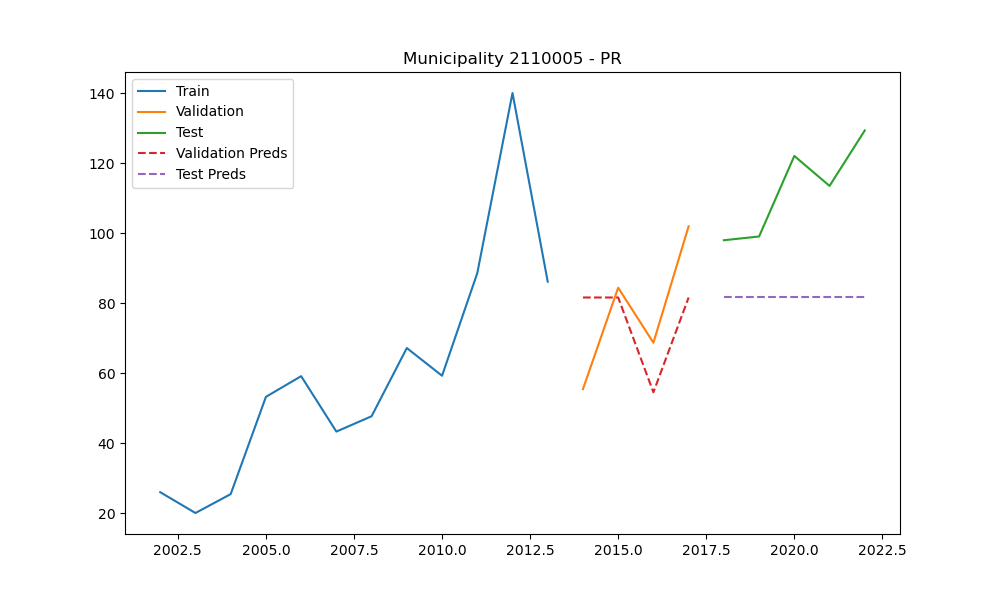 Municipality 2110005 - PR
Train
Validation
Test
Validation Preds
Test Preds
140
120
100
80
60
40
20
2002.5 2005.0 2007.5 2010.0 2012.5 2015.0 2017.5 2020.0 2022.5